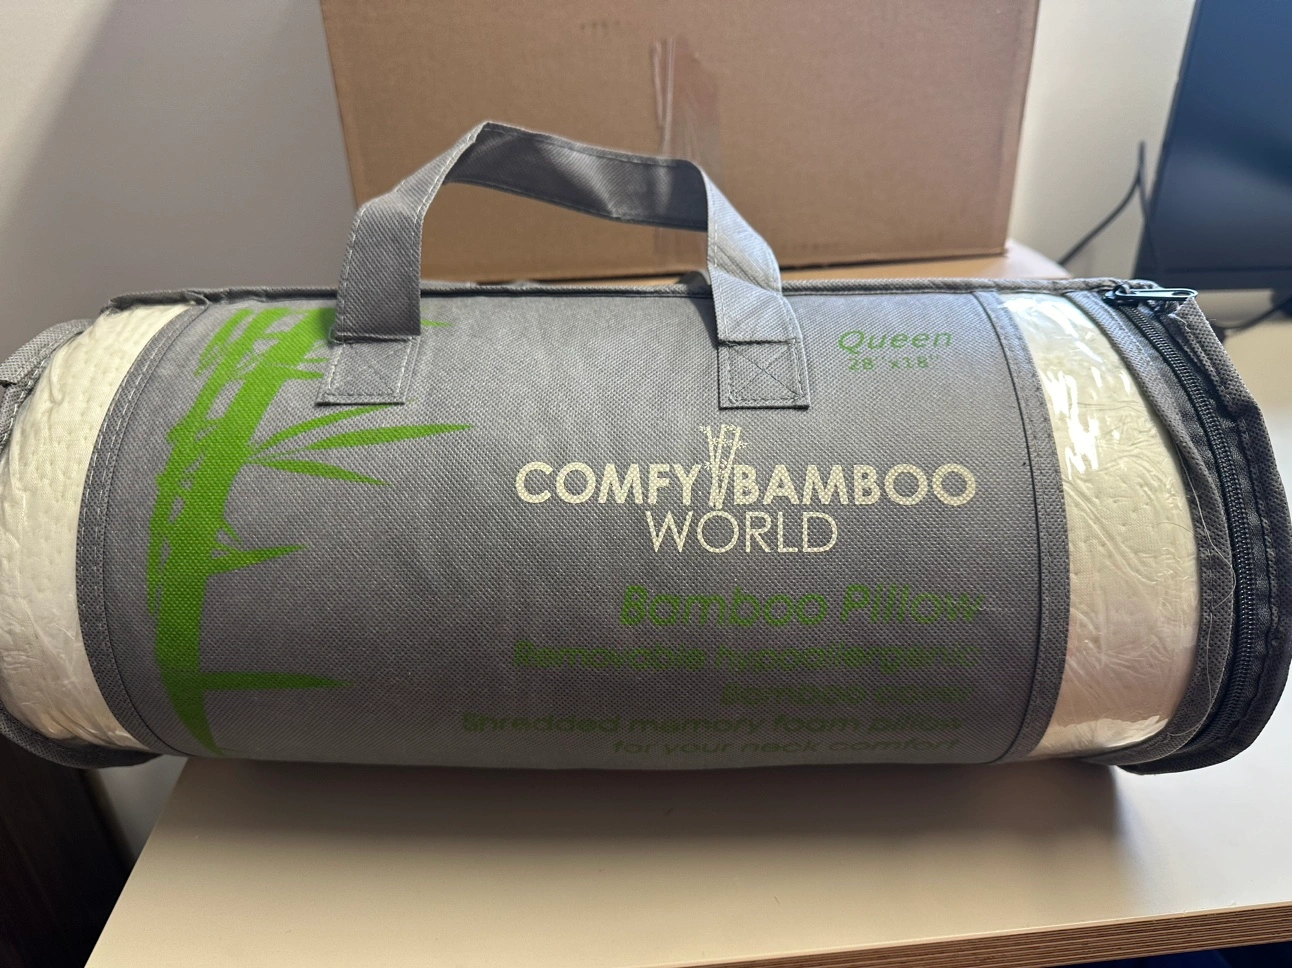 Queen
28" x18"
COMFY BAMBOO
WORLD
Bamboo Pillow
Removable hypoallergenic
Bamboo cover
Shredded memory foam pillow
for your neck comfort